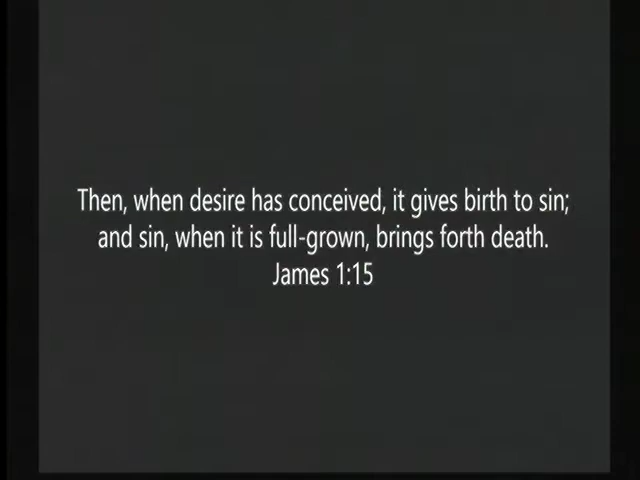 Then, when desire has conceived, it gives birth to sin;
and sin, when it is full-grown, brings forth death.
James 1:15